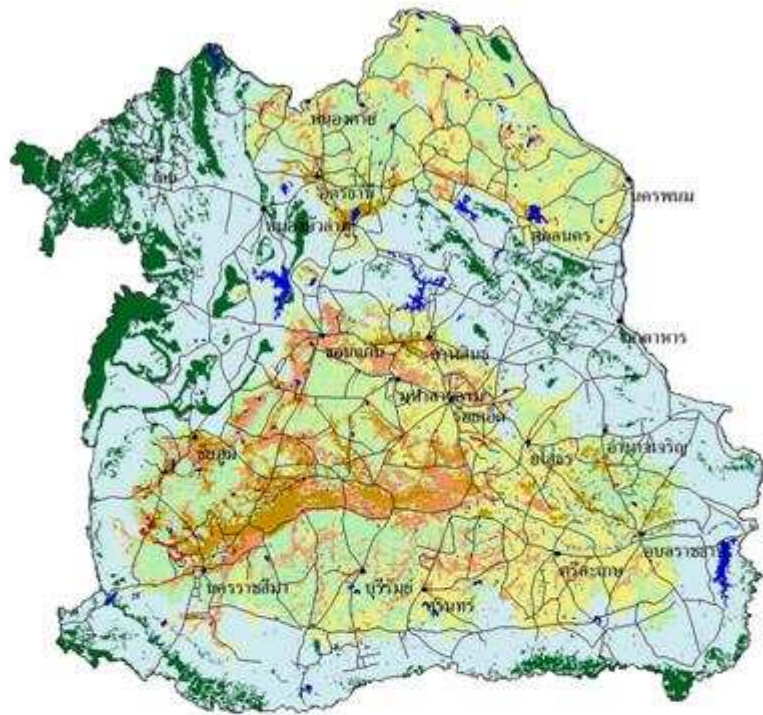 หนองคาย
เลย
อุดรธานี
นครพนม
หนองบัวลำภู
สกลนคร
มุกดาหาร
ขอนแก่น
กาฬสินธุ์
มหาสารคาม
ร้อยเอ็ด
ชัยภูมิ
ยโสธร
อำนาจเจริญ
อุบลราชธานี
ศรีสะเกษ
นครราชสีมา
บุรีรัมย์
สุรินทร์